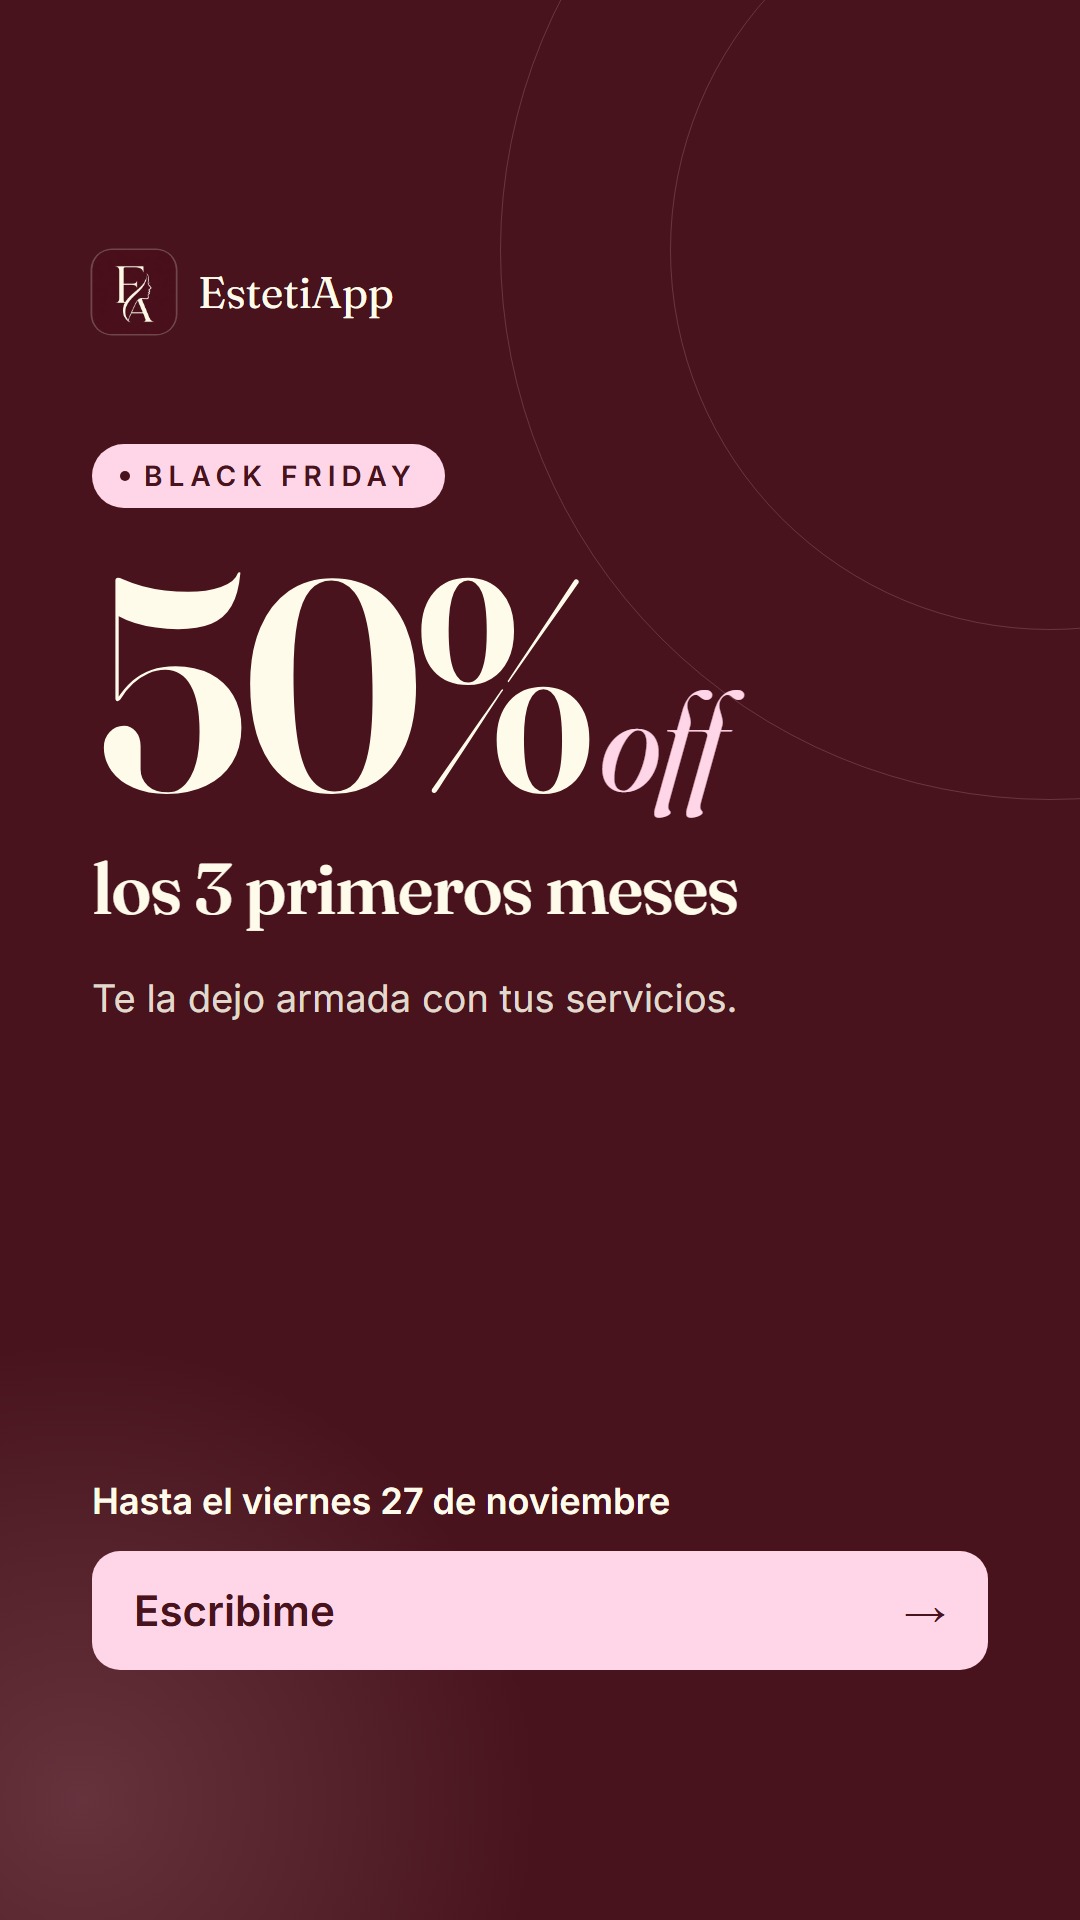 EA
EstetiApp
• BLACK FRIDAY
50% off
los 3 primeros meses
Te la dejo armada con tus servicios.
Hasta el viernes 27 de noviembre
Escribime →